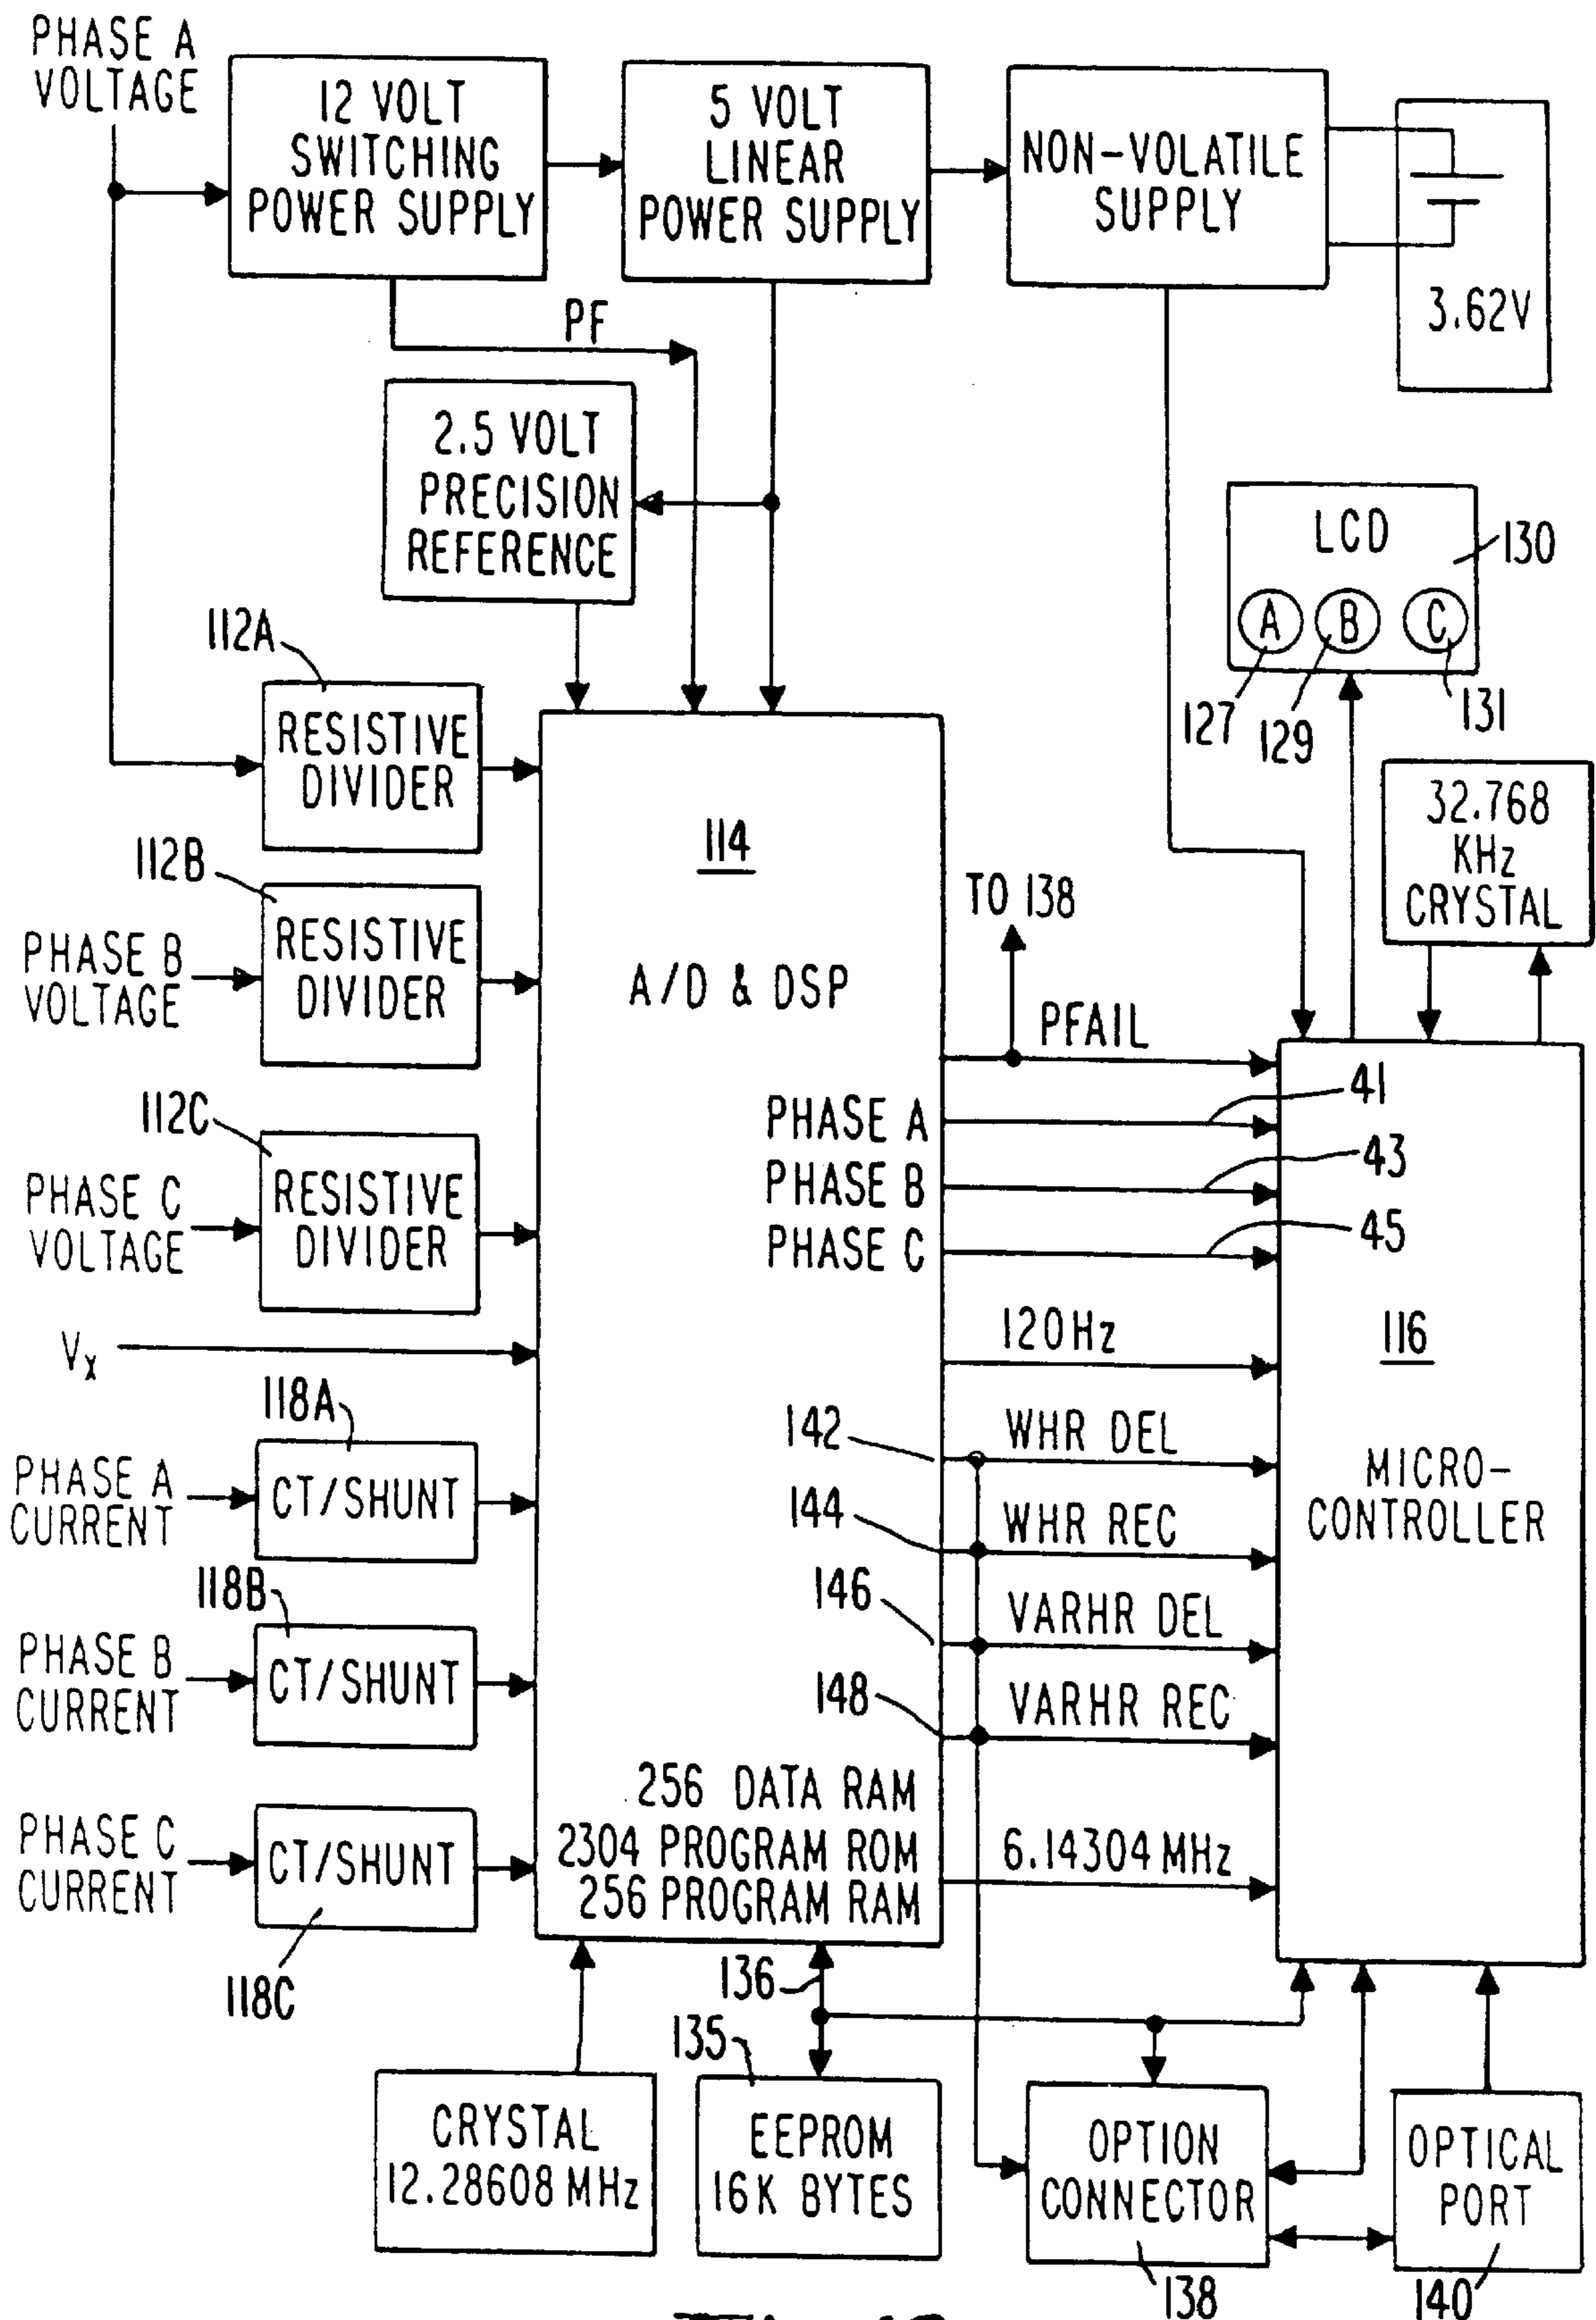 PHASE A
VOLTAGE
12 VOLT
SWITCHING
POWER SUPPLY
5 VOLT
LINEAR
POWER SUPPLY
NON-VOLATILE
SUPPLY
3.62V
PF
2.5 VOLT
PRECISION
REFERENCE
LCD
130
A
B
C
127
129
131
112A
RESISTIVE
DIVIDER
32.768
KHz
CRYSTAL
112B
PHASE B
VOLTAGE
RESISTIVE
DIVIDER
114
A/D & DSP
TO 138
PFAIL
112C
PHASE C
VOLTAGE
RESISTIVE
DIVIDER
PHASE A
41
PHASE B
43
PHASE C
45
Vx
120Hz
116
MICRO-
CONTROLLER
118A
PHASE A
CURRENT
CT/SHUNT
142
WHR DEL
144
WHR REC
118B
PHASE B
CURRENT
CT/SHUNT
146
VARHR DEL
148
VARHR REC
PHASE C
CURRENT
CT/SHUNT
118C
256 DATA RAM
2304 PROGRAM ROM
256 PROGRAM RAM
6.14304 MHz
136
135
CRYSTAL
12.28608 MHz
EEPROM
16K BYTES
OPTION
CONNECTOR
138
OPTICAL
PORT
140